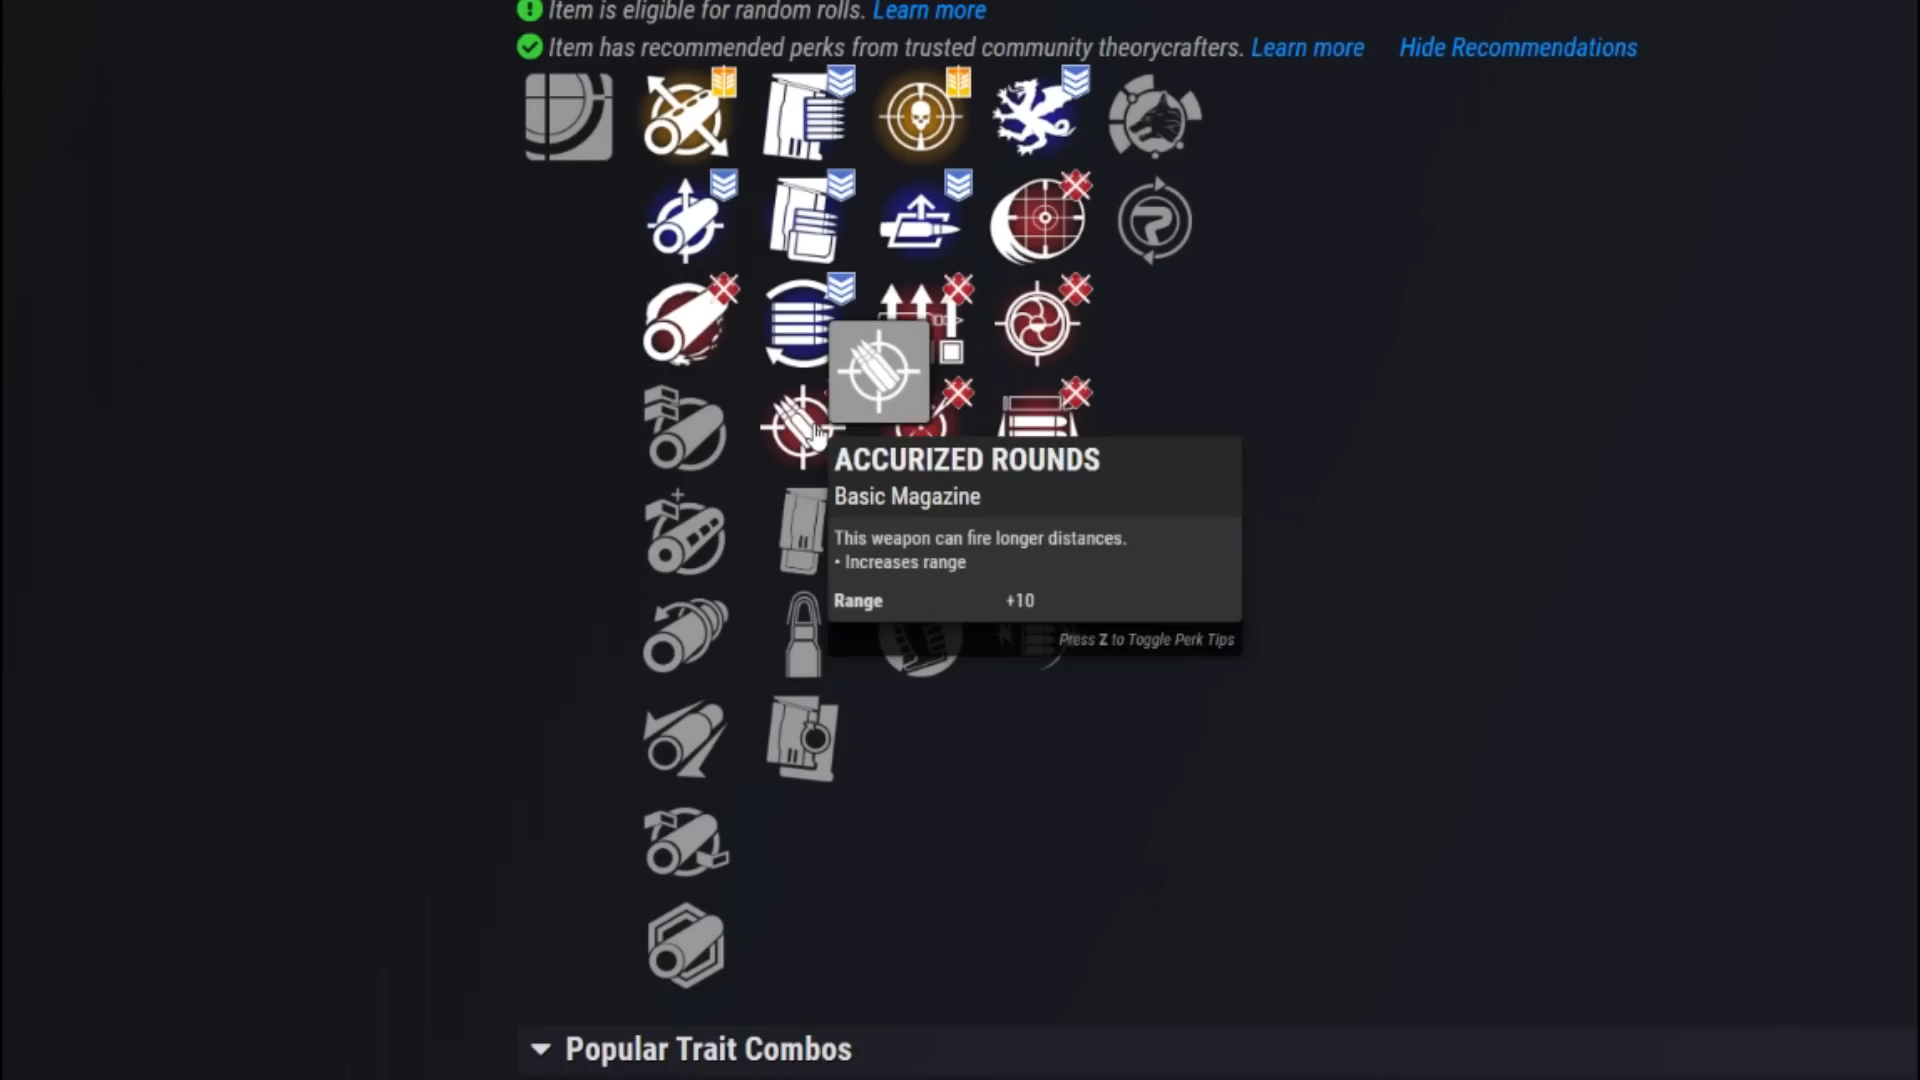 Item is eligible for random rolls. Learn more
Item has recommended perks from trusted community theorycrafters. Learn more Hide Recommendations
ACCURIZED ROUNDS
Basic Magazine
This weapon can fire longer distances.
• Increases range
Range +10
Press Z to Toggle Perk Tips
Popular Trait Combos